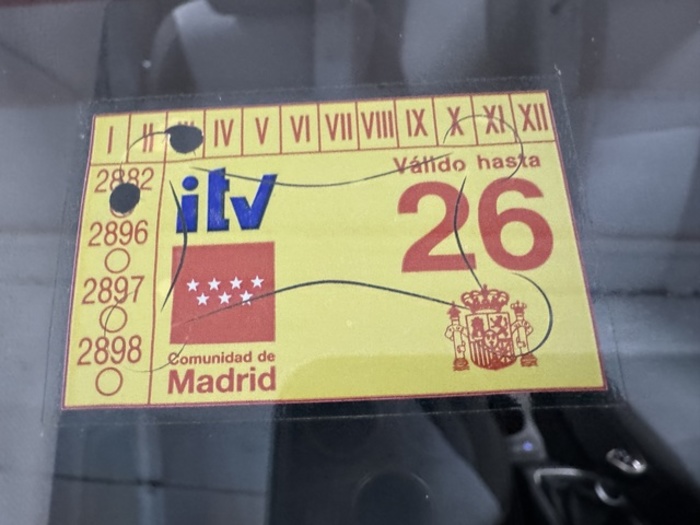 I II III IV V VI VII VIII IX X XI XII
2882
2896
2897
2898
itv
Válido hasta
26
Comunidad de
Madrid